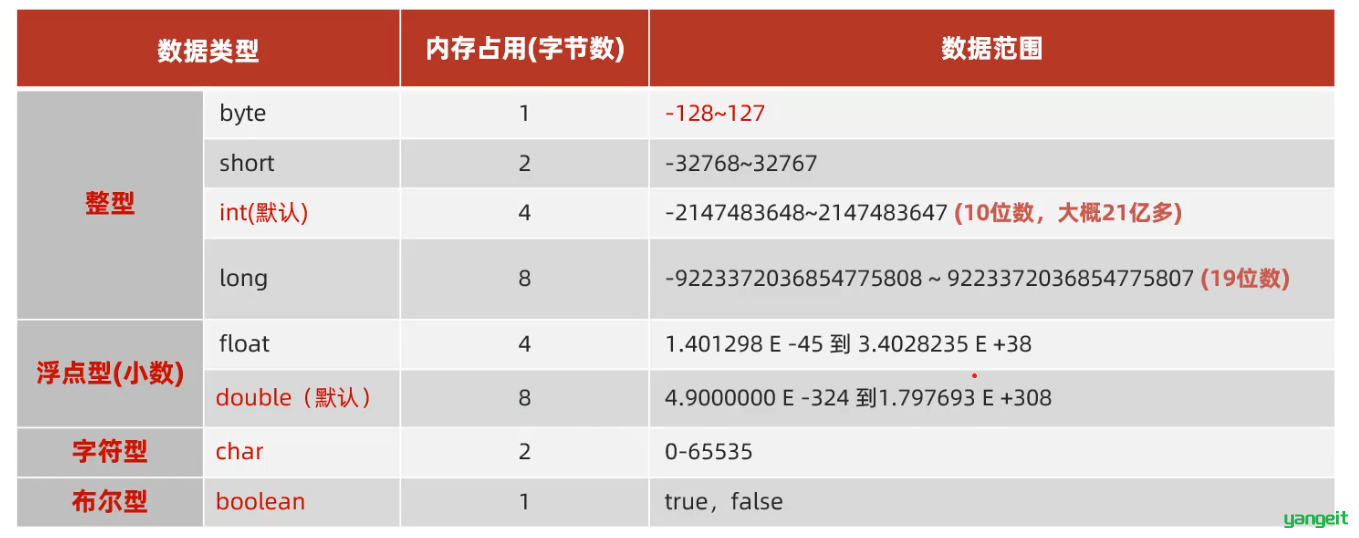 数据类型 内存占用(字节数) 数据范围
整型 byte 1 -128~127
short 2 -32768~32767
int(默认) 4 -2147483648~2147483647 (10位数，大概21亿多)
long 8 -9223372036854775808 ~ 9223372036854775807 (19位数)
浮点型(小数) float 4 1.401298 E -45 到 3.4028235 E +38
double（默认） 8 4.9000000 E -324 到1.797693 E +308
字符型 char 2 0-65535
布尔型 boolean 1 true，false
yangeit